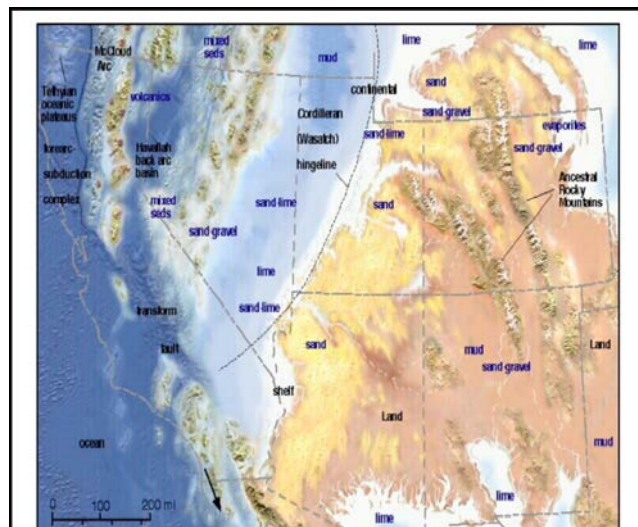 mixed
seds
mud
lime
lime
McCloud
Arc
continental
sand
volcanics
Tethyian
oceanic
plateaus
Cordilleran
sand-gravel
(Wasatch)
sand-lime
evaporites
forearc-
Havallah
back arc
basin
hingeline
sand-gravel
subduction
Ancestral
Rocky
Mountains
complex
mixed
seds
sand-lime
sand
sand-gravel
lime
sand-lime
transform
sand
mud
Land
fault
sand-gravel
shelf
Land
ocean
mud
lime
0
100
200 mi
lime
lime